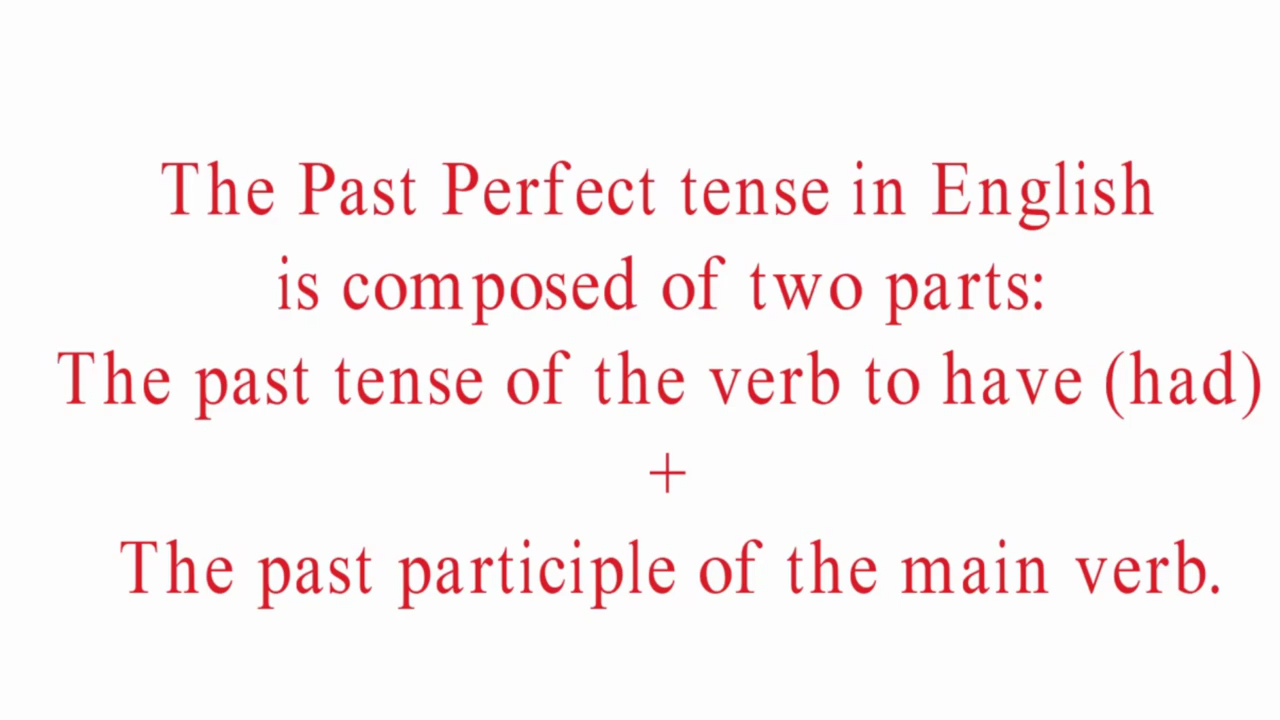 The Past Perfect tense in English
is composed of two parts:
The past tense of the verb to have (had)
+
The past participle of the main verb.